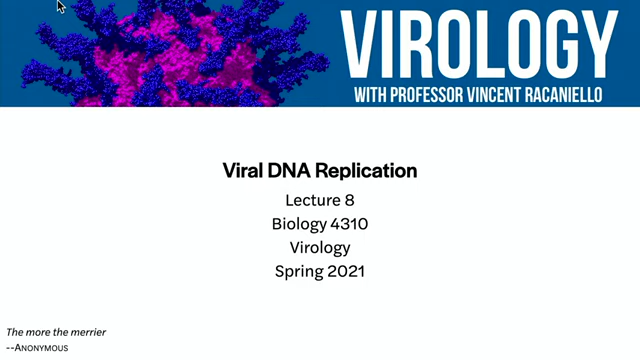 VIROLOGY
WITH PROFESSOR VINCENT RACANIELLO
Viral DNA Replication
Lecture 8
Biology 4310
Virology
Spring 2021
The more the merrier
--ANONYMOUS